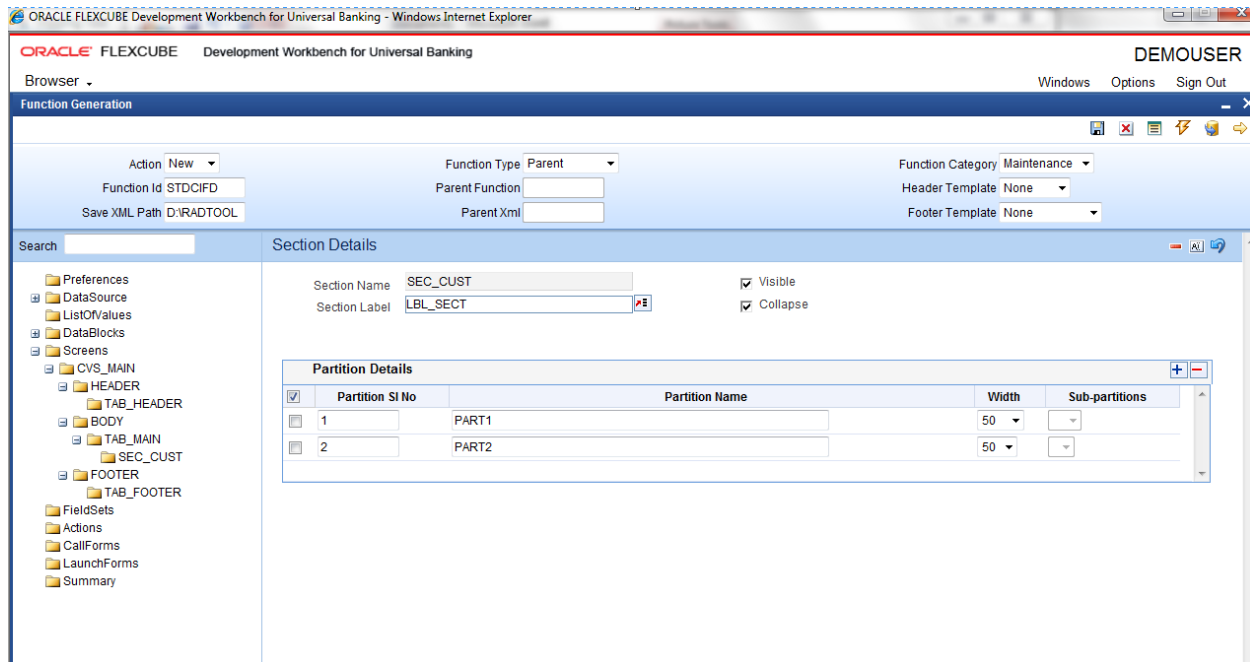 ORACLE FLEXCUBE Development Workbench for Universal Banking - Windows Internet Explorer
ORACLE FLEXCUBE Development Workbench for Universal Banking
DEMOUSER
Browser
Windows Options Sign Out
Function Generation
Action New Function Type Parent Function Category Maintenance
Function Id STDCIFD Parent Function Header Template None
Save XML Path D:\RADTOOL Parent Xml Footer Template None
Search
Section Details
Preferences
DataSource
ListOfValues
DataBlocks
Screens
CVS_MAIN
HEADER
TAB_HEADER
BODY
TAB_MAIN
SEC_CUST
FOOTER
TAB_FOOTER
FieldSets
Actions
CallForms
LaunchForms
Summary
Section Name SEC_CUST Visible
Section Label LBL_SECT Collapse
Partition Details
Partition Sl No Partition Name Width Sub-partitions
1 PART1 50
2 PART2 50